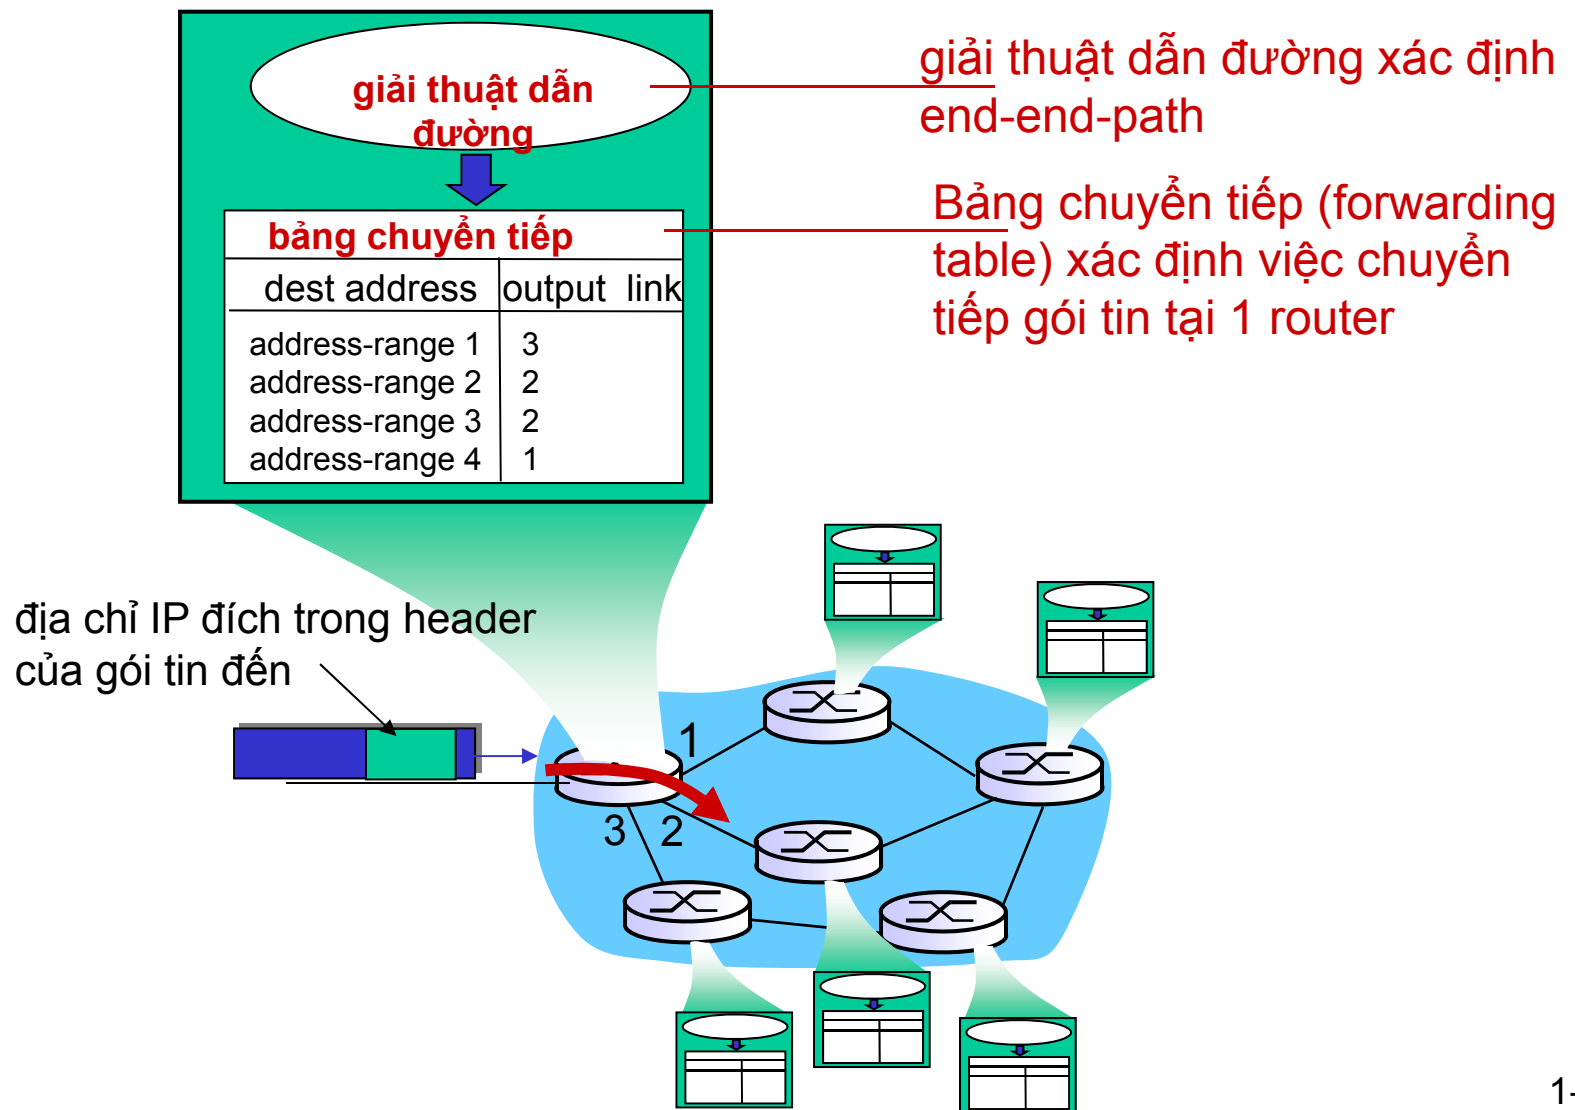 giải thuật dẫn
đường
giải thuật dẫn đường xác định
end-end-path
bảng chuyển tiếp
Bảng chuyển tiếp (forwarding
table) xác định việc chuyển
tiếp gói tin tại 1 router
dest address output link
address-range 1 3
address-range 2 2
address-range 3 2
address-range 4 1
địa chỉ IP đích trong header
của gói tin đến
1
3 2
1-